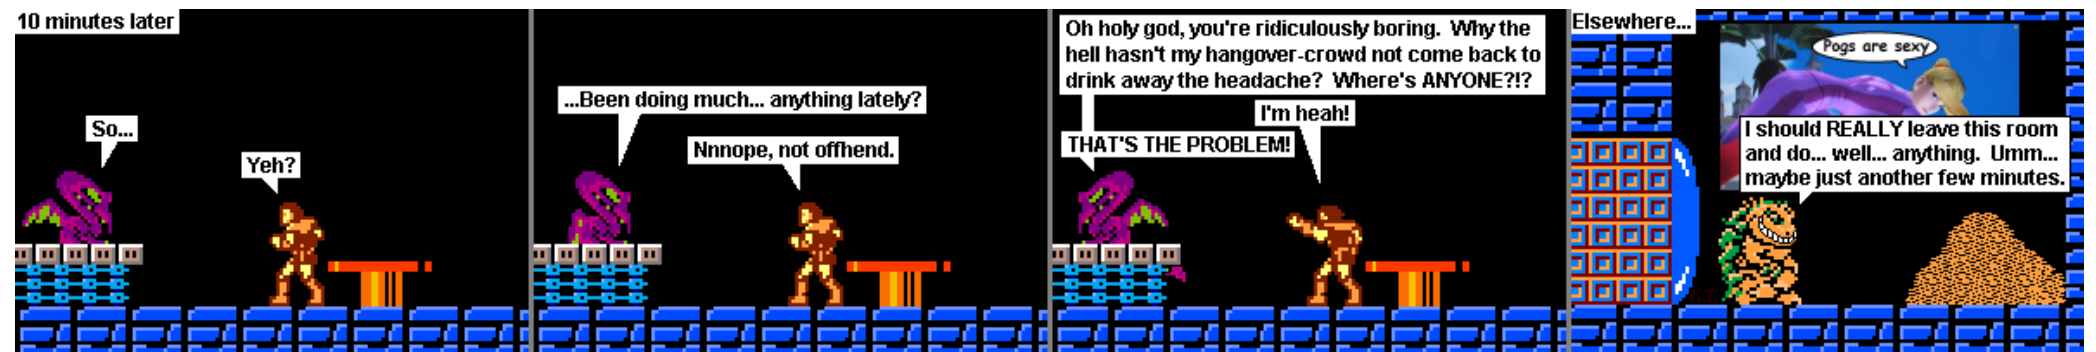 10 minutes later
So...
Yeh?
...Been doing much... anything lately?
Nnnope, not offhend.
Oh holy god, you're ridiculously boring. Why the
hell hasn't my hangover-crowd not come back to
drink away the headache? Where's ANYONE?!?
I'm heah!
THAT'S THE PROBLEM!
Elsewhere...
Pogs are sexy
I should REALLY leave this room
and do... well... anything. Umm...
maybe just another few minutes.